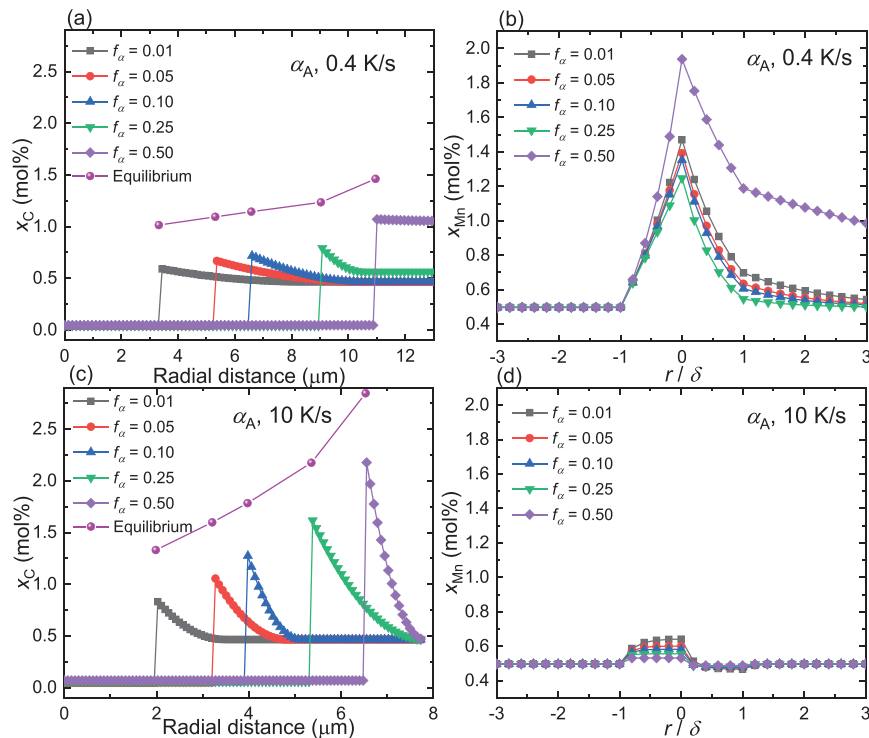 (a)
α_A, 0.4 K/s
f_α = 0.01
f_α = 0.05
f_α = 0.10
f_α = 0.25
f_α = 0.50
Equilibrium
x_C (mol%)
2.5
2.0
1.5
1.0
0.5
0.0
0 2 4 6 8 10 12
Radial distance (μm)
(b)
α_A, 0.4 K/s
f_α = 0.01
f_α = 0.05
f_α = 0.10
f_α = 0.25
f_α = 0.50
x_Mn (mol%)
2.0
1.8
1.6
1.4
1.2
1.0
0.8
0.6
0.4
-3 -2 -1 0 1 2 3
r / δ
(c)
α_A, 10 K/s
f_α = 0.01
f_α = 0.05
f_α = 0.10
f_α = 0.25
f_α = 0.50
Equilibrium
x_C (mol%)
2.5
2.0
1.5
1.0
0.5
0.0
0 2 4 6 8
Radial distance (μm)
(d)
α_A, 10 K/s
f_α = 0.01
f_α = 0.05
f_α = 0.10
f_α = 0.25
f_α = 0.50
x_Mn (mol%)
2.0
1.8
1.6
1.4
1.2
1.0
0.8
0.6
0.4
-3 -2 -1 0 1 2 3
r / δ